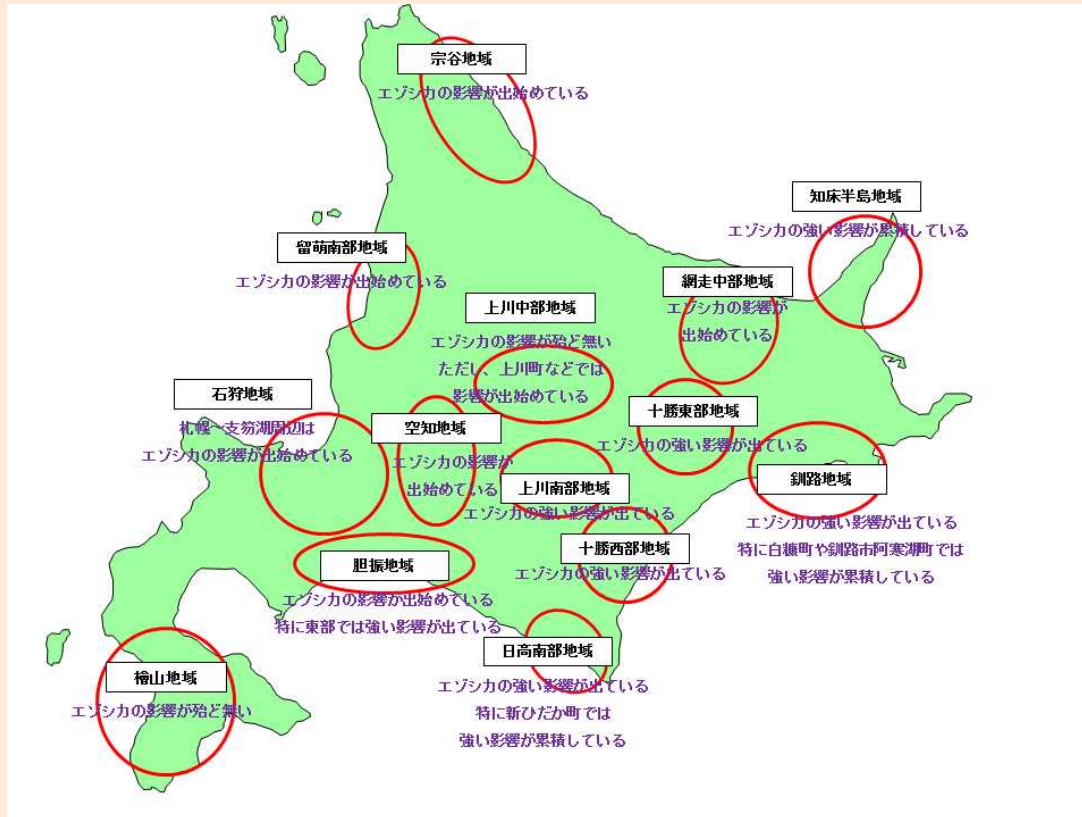 宗谷地域
エゾシカの影響が出始めている
知床半島地域
エゾシカの強い影響が累積している
留萌南部地域
エゾシカの影響が出始めている
網走中部地域
エゾシカの影響が
出始めている
上川中部地域
エゾシカの影響が殆ど無い
ただし、上川町などでは
影響が出始めている
石狩地域
札幌～支笏湖周辺は
エゾシカの影響が出始めている
空知地域
エゾシカの影響が
出始めている
十勝東部地域
エゾシカの強い影響が出ている
上川南部地域
エゾシカの強い影響が出ている
釧路地域
エゾシカの強い影響が出ている
特に白糠町や釧路市阿寒湖町では
強い影響が累積している
十勝西部地域
エゾシカの強い影響が出ている
胆振地域
エゾシカの影響が出始めている
特に東部では強い影響が出ている
日高南部地域
エゾシカの強い影響が出ている
特に新ひだか町では
強い影響が累積している
檜山地域
エゾシカの影響が殆ど無い